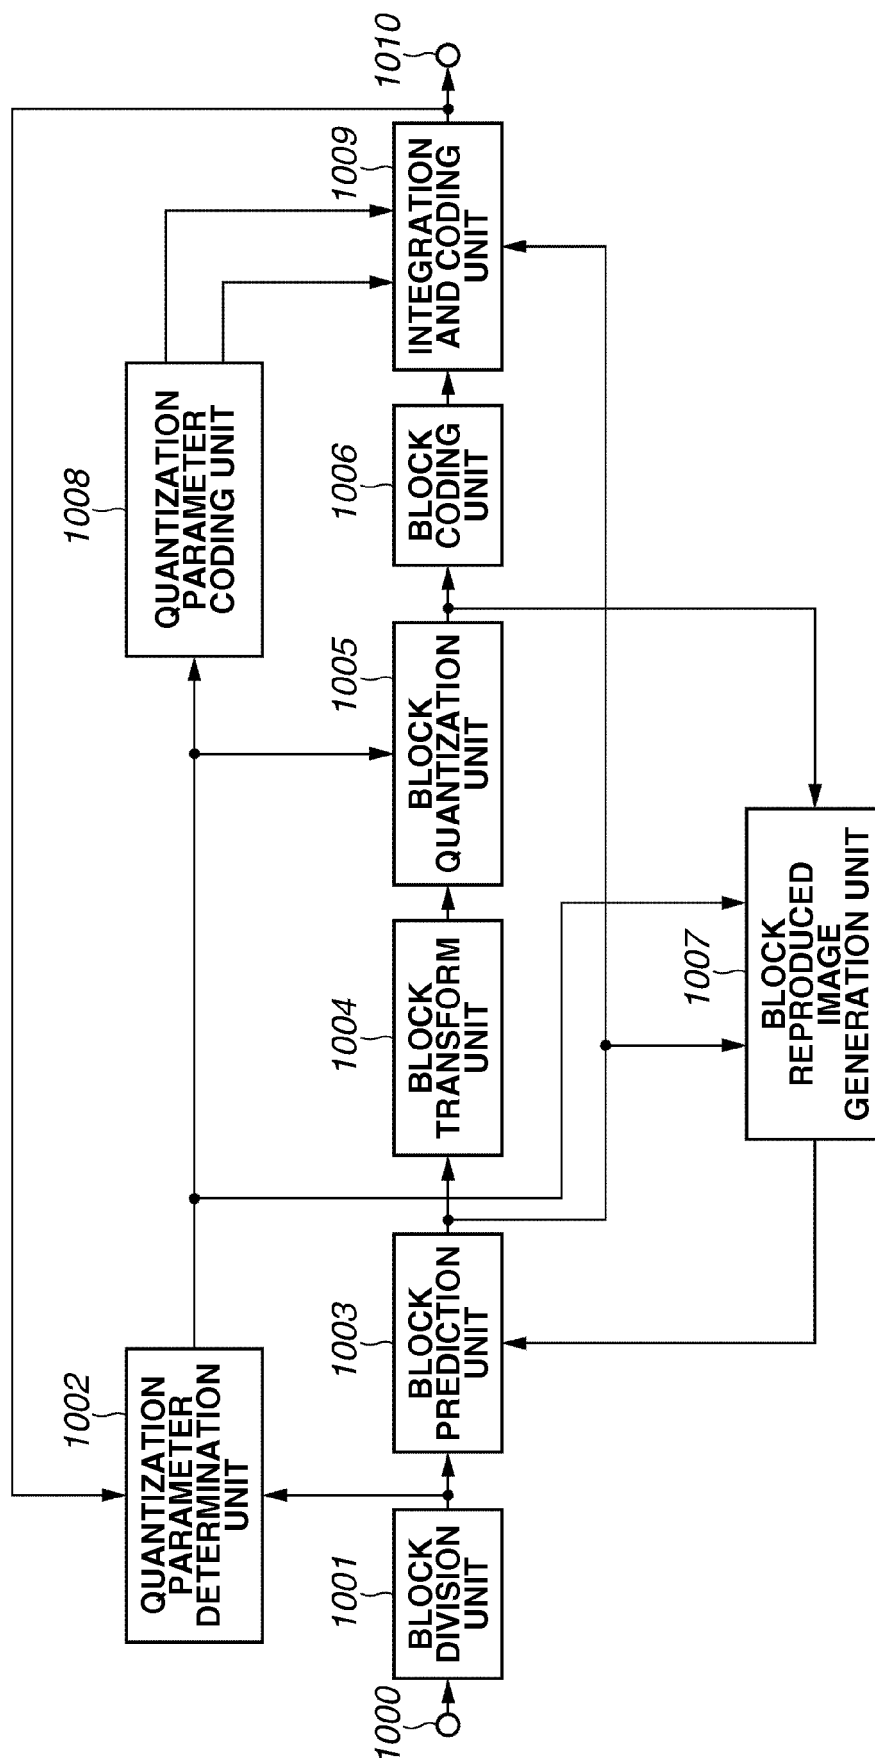 1000
1001
BLOCK
DIVISION
UNIT
1002
QUANTIZATION
PARAMETER
DETERMINATION
UNIT
1003
BLOCK
PREDICTION
UNIT
1004
BLOCK
TRANSFORM
UNIT
1005
BLOCK
QUANTIZATION
UNIT
1006
BLOCK
CODING
UNIT
1007
BLOCK
REPRODUCED
IMAGE
GENERATION UNIT
1008
QUANTIZATION
PARAMETER
CODING UNIT
1009
INTEGRATION
AND CODING
UNIT
1010